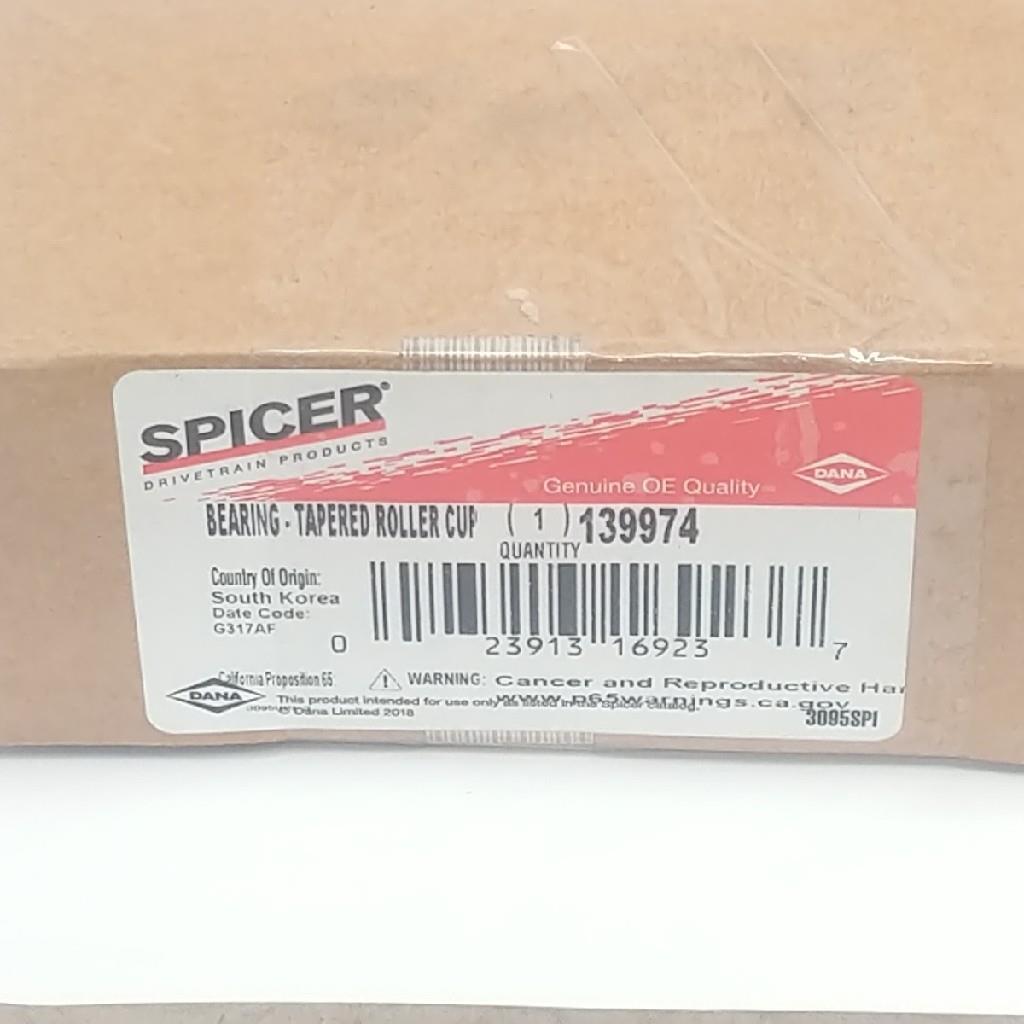 SPICER®
DRIVETRAIN PRODUCTS
Genuine OE Quality
DANA
BEARING - TAPERED ROLLER CUP ( 1 ) 139974
QUANTITY
Country Of Origin:
South Korea
Date Code:
G317AF
0 23913 16923 7
California Proposition 65
WARNING: Cancer and Reproductive Har
www.p65warnings.ca.gov
DANA
This product intended for use only as listed in the Spicer catalog.
© Dana Limited 2018
3095SPI